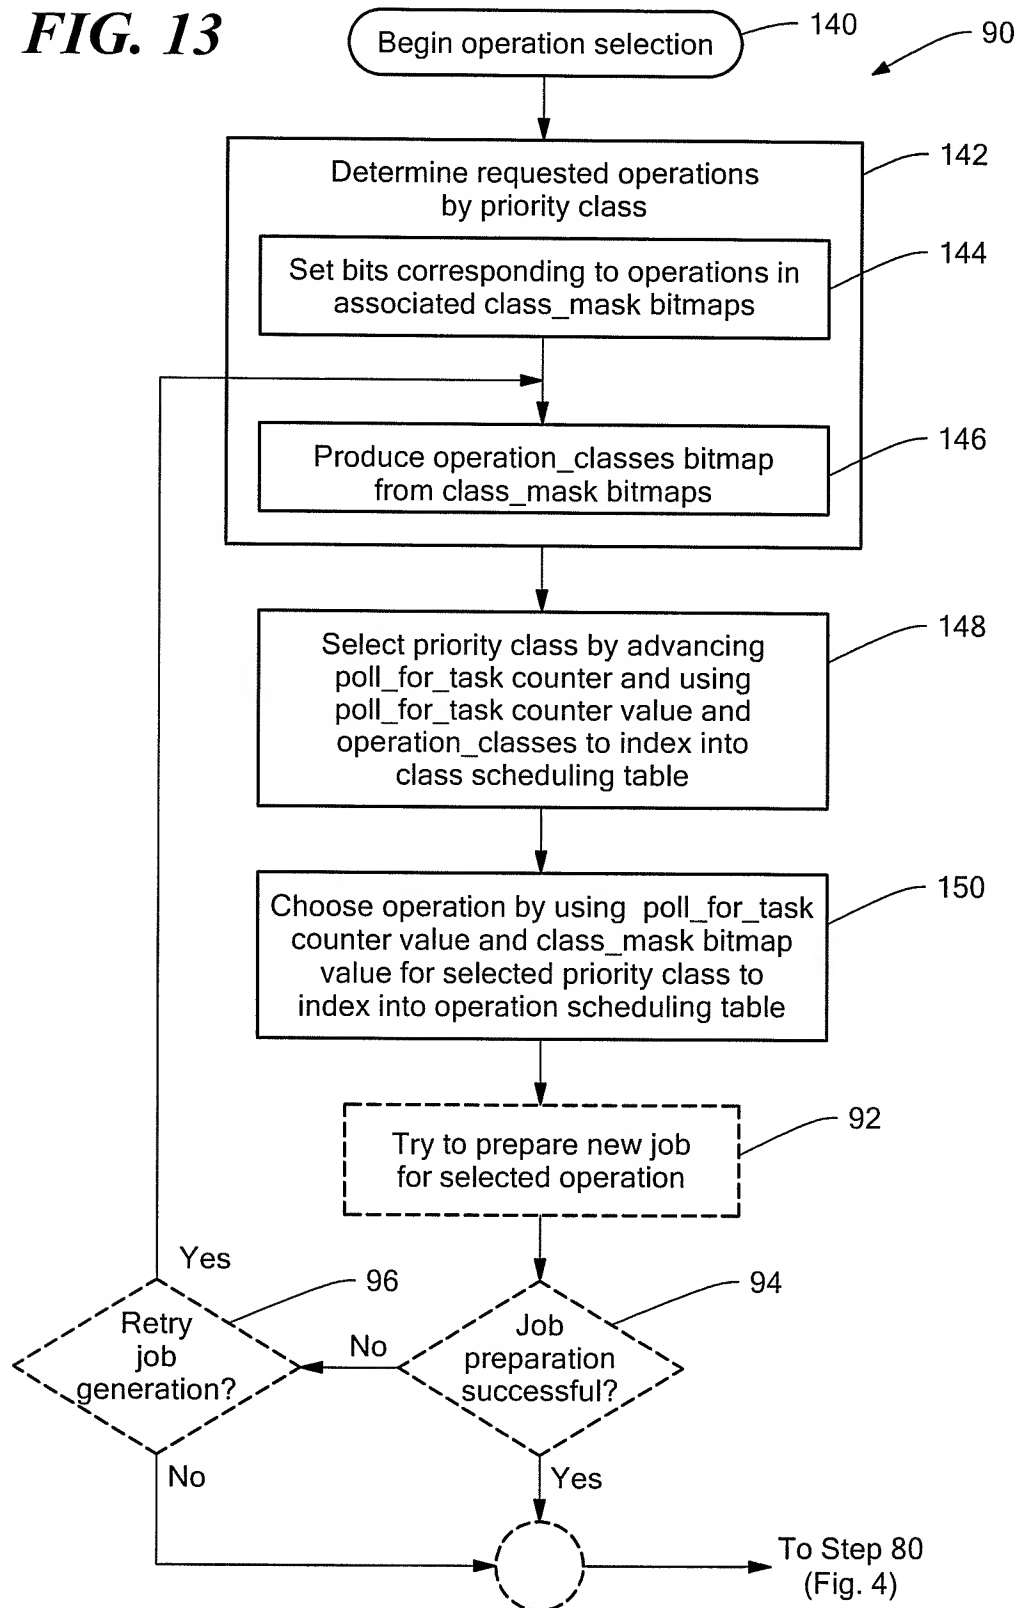 FIG. 13
Begin operation selection
140
90
142
Determine requested operations
by priority class
144
Set bits corresponding to operations in
associated class_mask bitmaps
146
Produce operation_classes bitmap
from class_mask bitmaps
148
Select priority class by advancing
poll_for_task counter and using
poll_for_task counter value and
operation_classes to index into
class scheduling table
150
Choose operation by using poll_for_task
counter value and class_mask bitmap
value for selected priority class to
index into operation scheduling table
92
Try to prepare new job
for selected operation
Yes
96
94
Retry
job
generation?
No
Job
preparation
successful?
No
Yes
To Step 80
(Fig. 4)